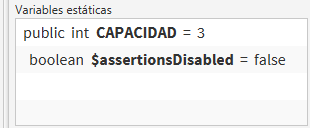 Variables estáticas
public int CAPACIDAD = 3
boolean $assertionsDisabled = false